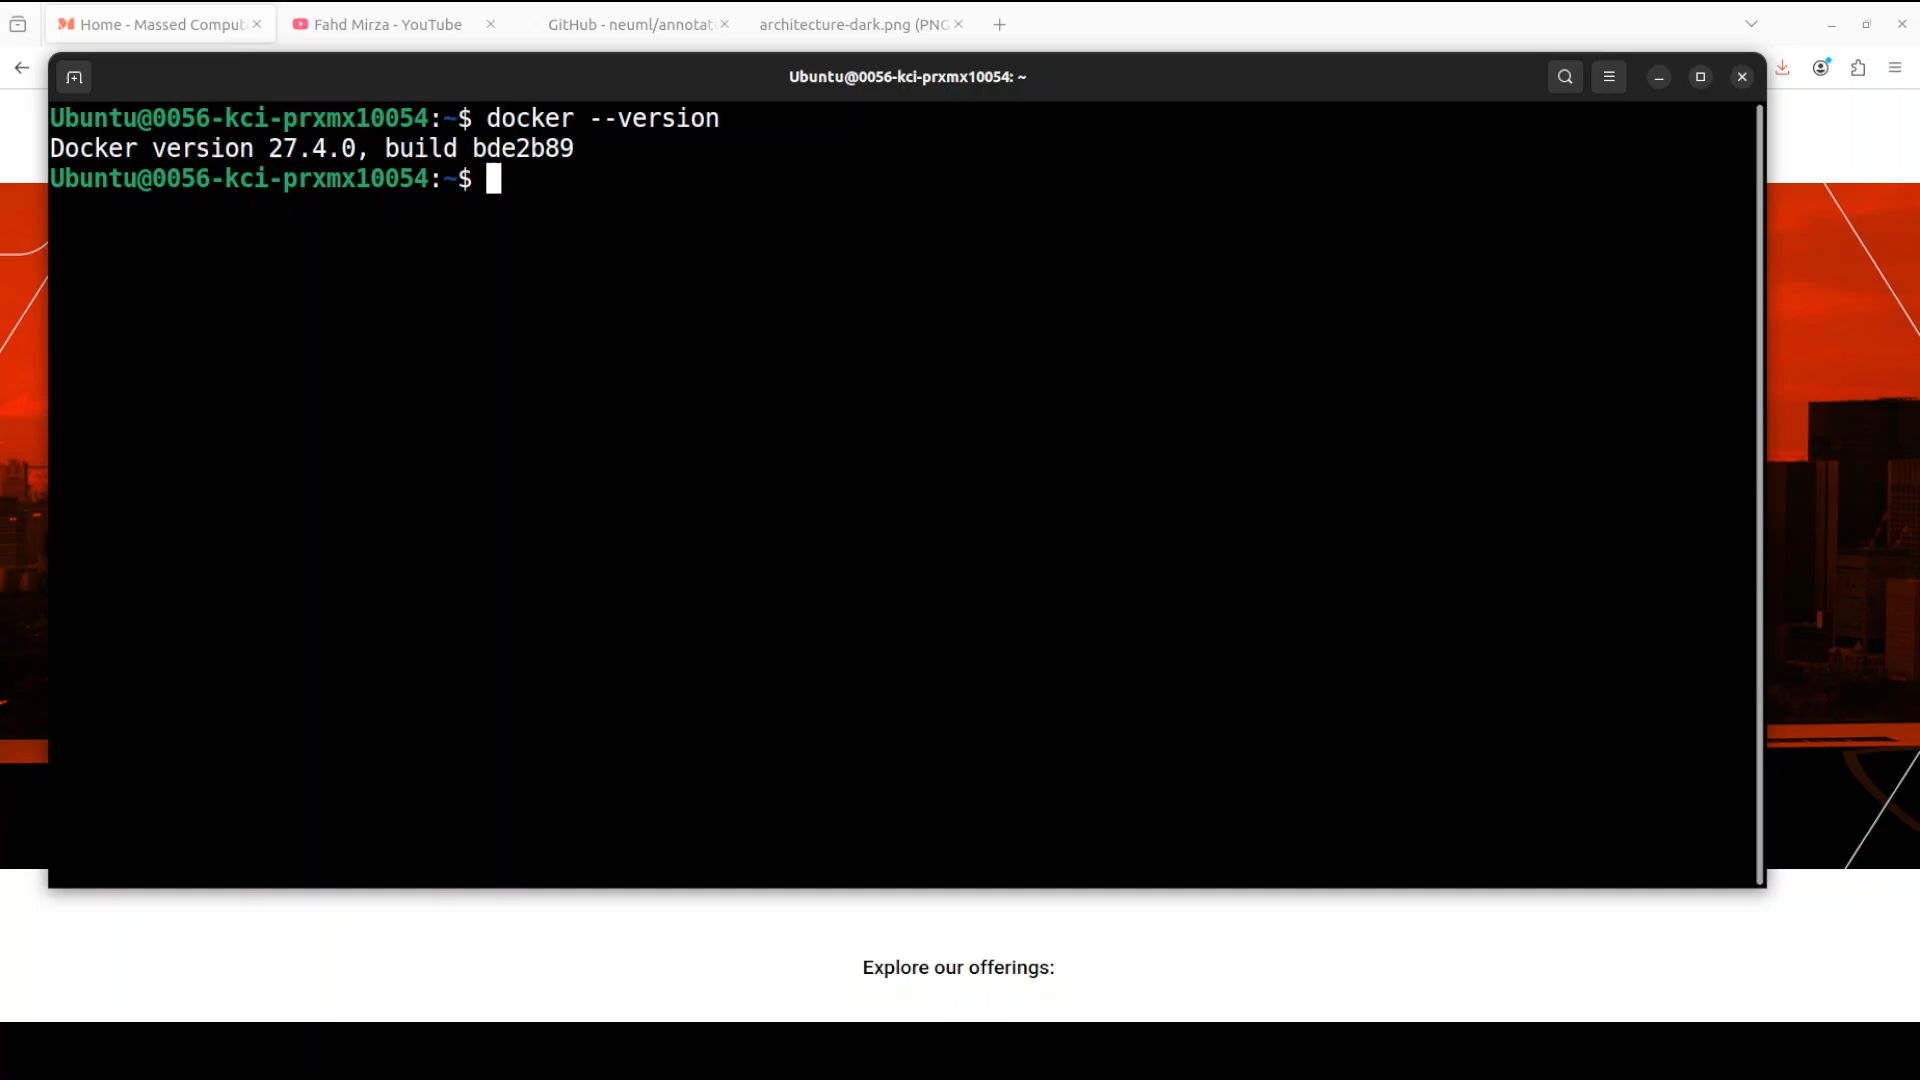 Home - Massed Comput
Fahd Mirza - YouTube
GitHub - neuml/annotat
architecture-dark.png (PNG
Ubuntu@0056-kci-prxmx10054: ~
Ubuntu@0056-kci-prxmx10054:~$ docker --version
Docker version 27.4.0, build bde2b89
Ubuntu@0056-kci-prxmx10054:~$
Explore our offerings: